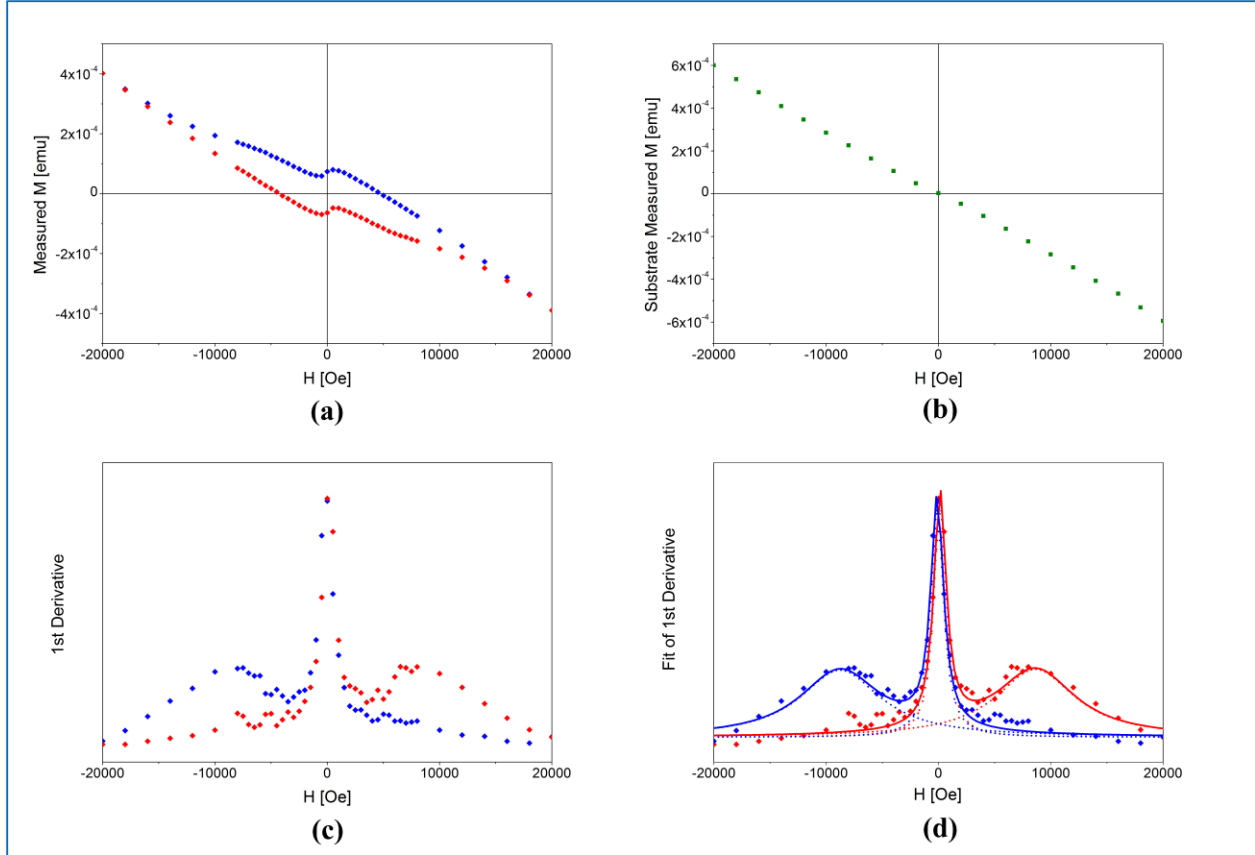 Measured M [emu]
4x10⁻⁴
2x10⁻⁴
0
-2x10⁻⁴
-4x10⁻⁴
-20000 -10000 0 10000 20000
H [Oe]
(a)
Substrate Measured M [emu]
6x10⁻⁴
4x10⁻⁴
2x10⁻⁴
0
-2x10⁻⁴
-4x10⁻⁴
-6x10⁻⁴
-20000 -10000 0 10000 20000
H [Oe]
(b)
1st Derivative
-20000 -10000 0 10000 20000
H [Oe]
(c)
Fit of 1st Derivative
-20000 -10000 0 10000 20000
H [Oe]
(d)